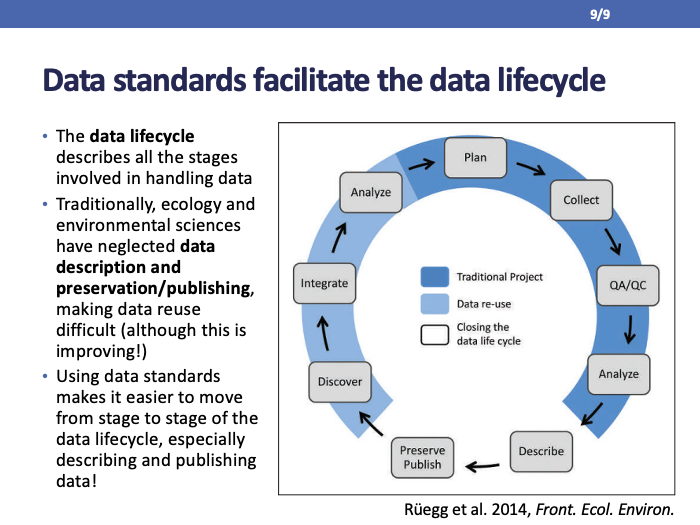 9/9
Data standards facilitate the data lifecycle
• The data lifecycle
describes all the stages
involved in handling data
• Traditionally, ecology and
environmental sciences
have neglected data
description and
preservation/publishing,
making data reuse
difficult (although this is
improving!)
• Using data standards
makes it easier to move
from stage to stage of the
data lifecycle, especially
describing and publishing
data!
Plan
Collect
QA/QC
Analyze
Describe
Preserve
Publish
Discover
Integrate
Analyze
Traditional Project
Data re-use
Closing the
data life cycle
Rüegg et al. 2014, Front. Ecol. Environ.